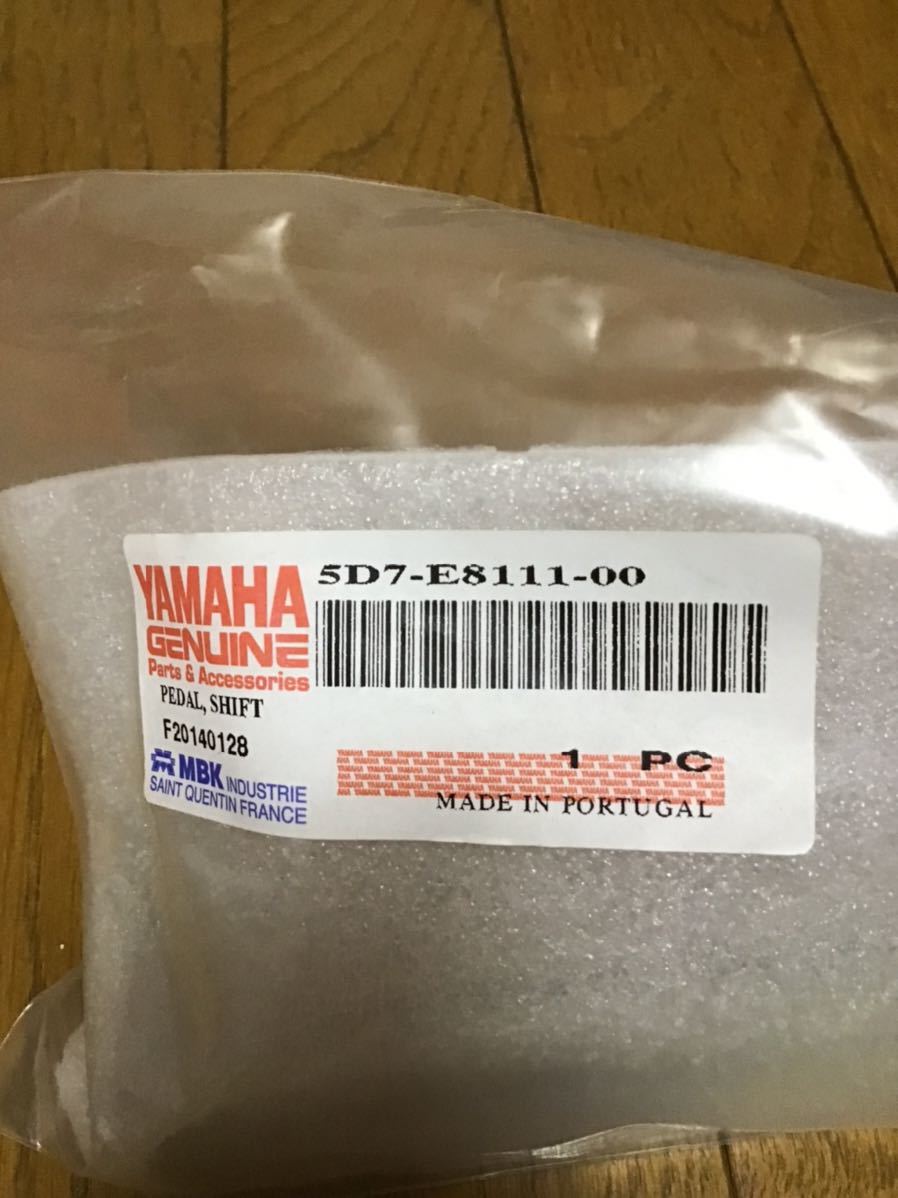 YAMAHA
GENUINE
Parts & Accessories
5D7-E8111-00
PEDAL, SHIFT
F20140128
MBK INDUSTRIE
SAINT QUENTIN FRANCE
1 PC
MADE IN PORTUGAL